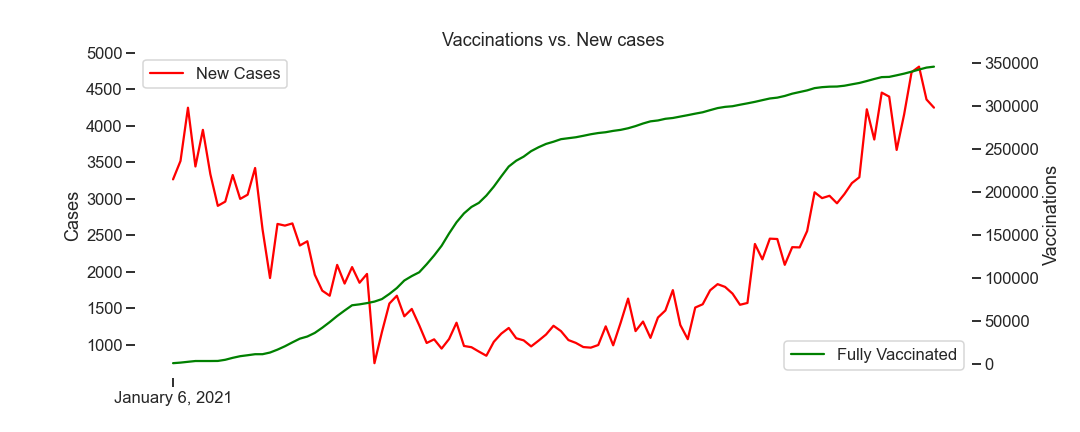 Vaccinations vs. New cases
5000
4500
4000
3500
3000
2500
2000
1500
1000
Cases
New Cases
350000
300000
250000
200000
150000
100000
50000
0
Vaccinations
Fully Vaccinated
January 6, 2021